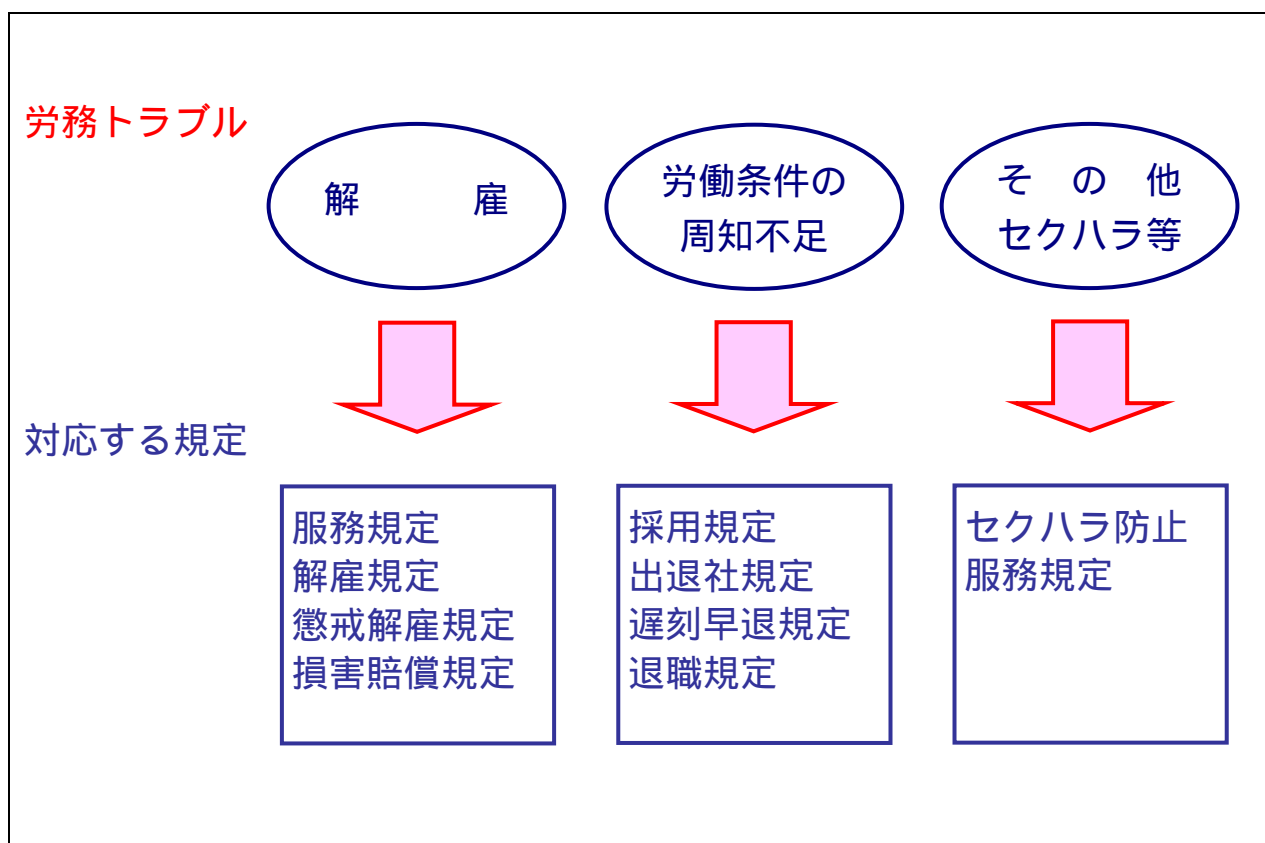 労務トラブル
解　　　雇
労働条件の
周知不足
そ　の　他
セクハラ等
対応する規定
服務規定
解雇規定
懲戒解雇規定
損害賠償規定
採用規定
出退社規定
遅刻早退規定
退職規定
セクハラ防止
服務規定